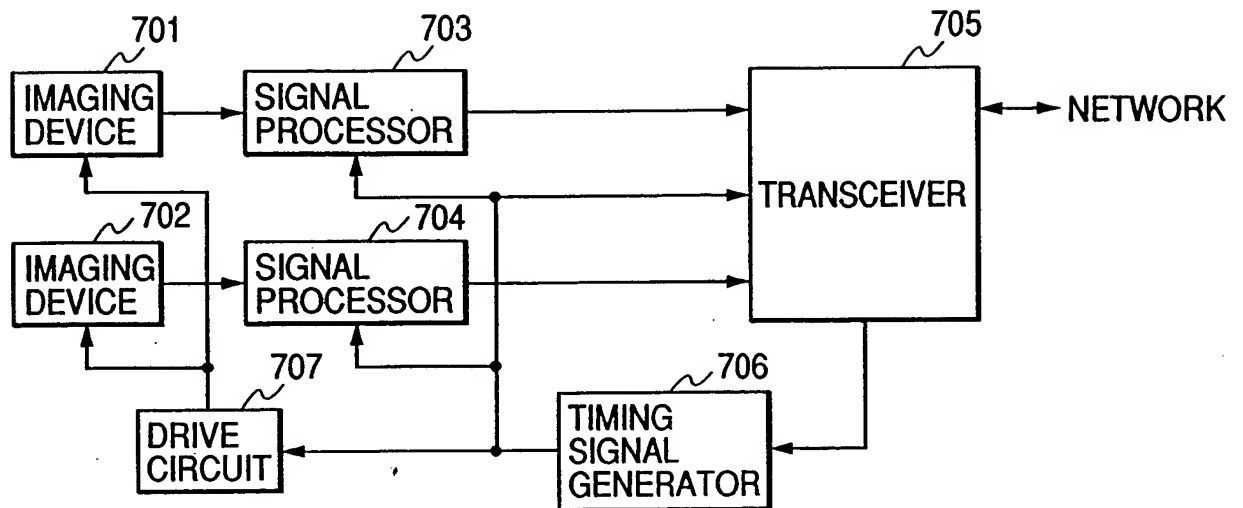 701
703
705
IMAGING
DEVICE
SIGNAL
PROCESSOR
NETWORK
TRANSCEIVER
702
704
IMAGING
DEVICE
SIGNAL
PROCESSOR
707
706
DRIVE
CIRCUIT
TIMING
SIGNAL
GENERATOR